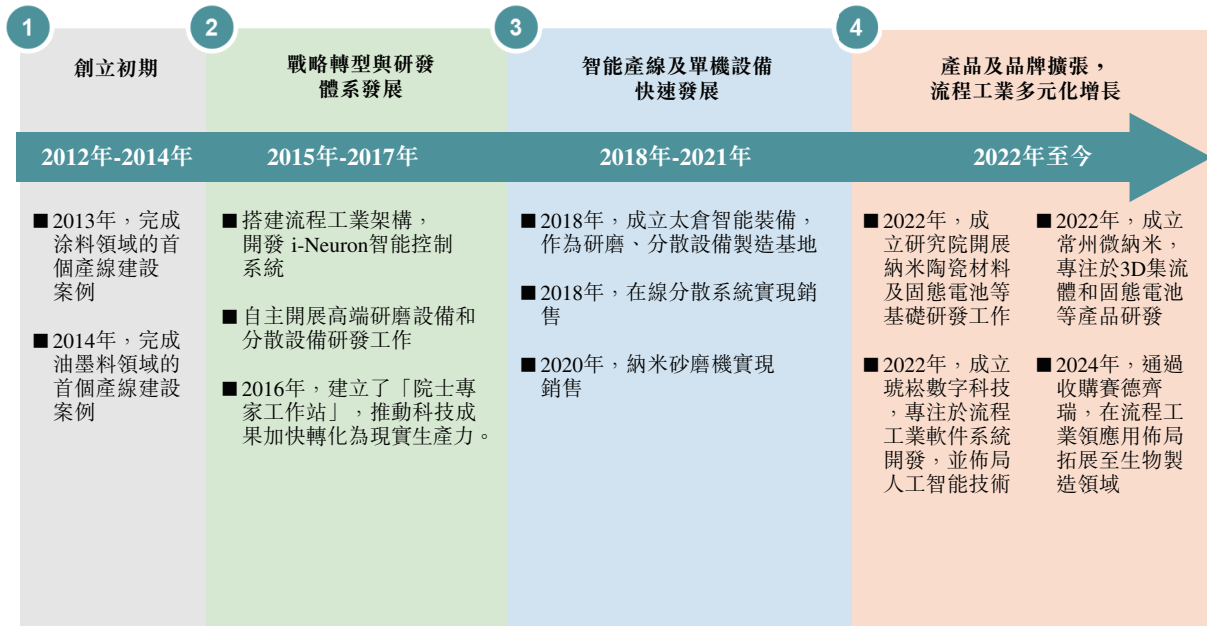 1
創立初期
2012年-2014年
■2013年，完成
涂料領域的首
個產線建設
案例
■2014年，完成
油墨料領域的
首個產線建設
案例
2
戰略轉型與研發
體系發展
2015年-2017年
■搭建流程工業架構，
開發 i-Neuron智能控制
系統
■自主開展高端研磨設備和
分散設備研發工作
■2016年，建立了「院士專
家工作站」，推動科技成
果加快轉化為現實生產力。
3
智能產線及單機設備
快速發展
2018年-2021年
■2018年，成立太倉智能裝備，
作為研磨、分散設備製造基地
■2018年，在線分散系統實現銷
售
■2020年，納米砂磨機實現
銷售
4
產品及品牌擴張，
流程工業多元化增長
2022年至今
■2022年，成
立研究院開展
納米陶瓷材料
及固態電池等
基礎研發工作
■2022年，成立
琥崧數字科技
，專注於流程
工業軟件系統
開發，並佈局
人工智能技術
■2022年，成立
常州微納米，
專注於3D集流
體和固態電池
等產品研發
■2024年，通過
收購賽德齊
瑞，在流程工
業領應用佈局
拓展至生物製
造領域